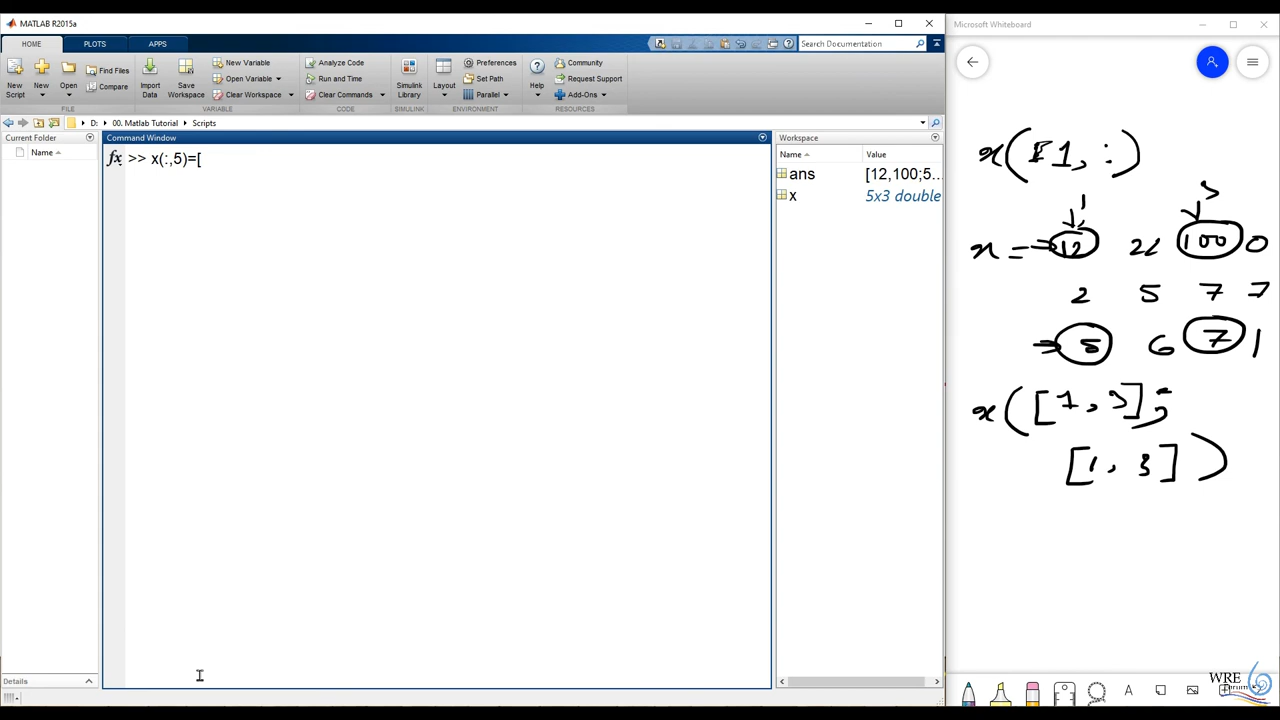 MATLAB R2015a
HOME PLOTS APPS
Search Documentation
New Script
New
Open
Find Files
Compare
Import Data
Save Workspace
New Variable
Open Variable
Clear Workspace
Analyze Code
Run and Time
Clear Commands
Simulink Library
Layout
Preferences
Set Path
Parallel
Help
Community
Request Support
Add-Ons
FILE VARIABLE CODE SIMULINK ENVIRONMENT RESOURCES
D: 00. Matlab Tutorial Scripts
Current Folder
Name
Details
Command Window
fx >> x(:,5)=[
Workspace
Name Value
ans [12,100;5...
x 5x3 double
Microsoft Whiteboard
x( 1, : )
x = 12 100 0
2 5 7 7
5 6 7 1
x([1, 3];
[1, 3])
A
WRE
Forum